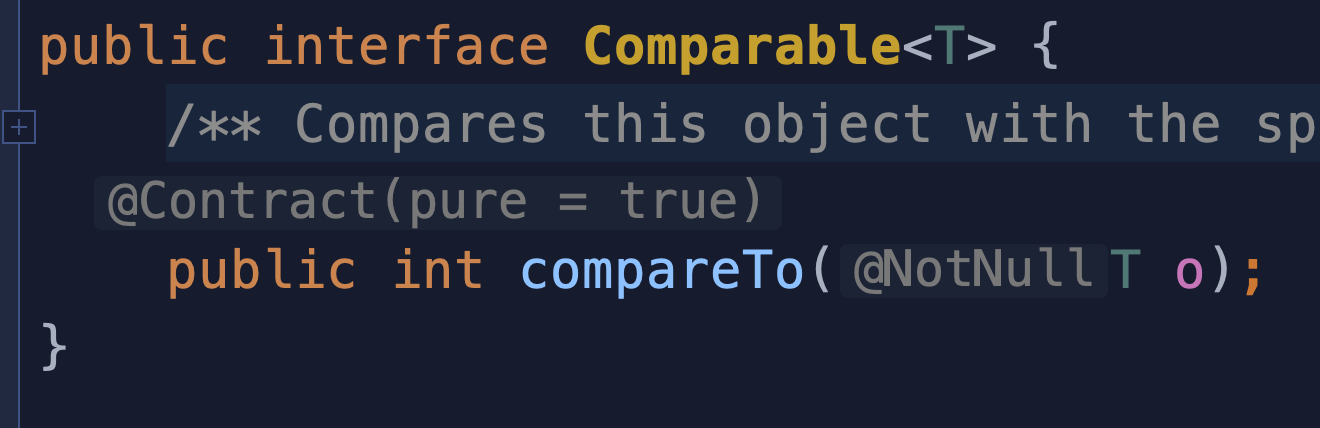 public interface Comparable<T> {
/** Compares this object with the sp
@Contract(pure = true)
public int compareTo( @NotNull T o);
}